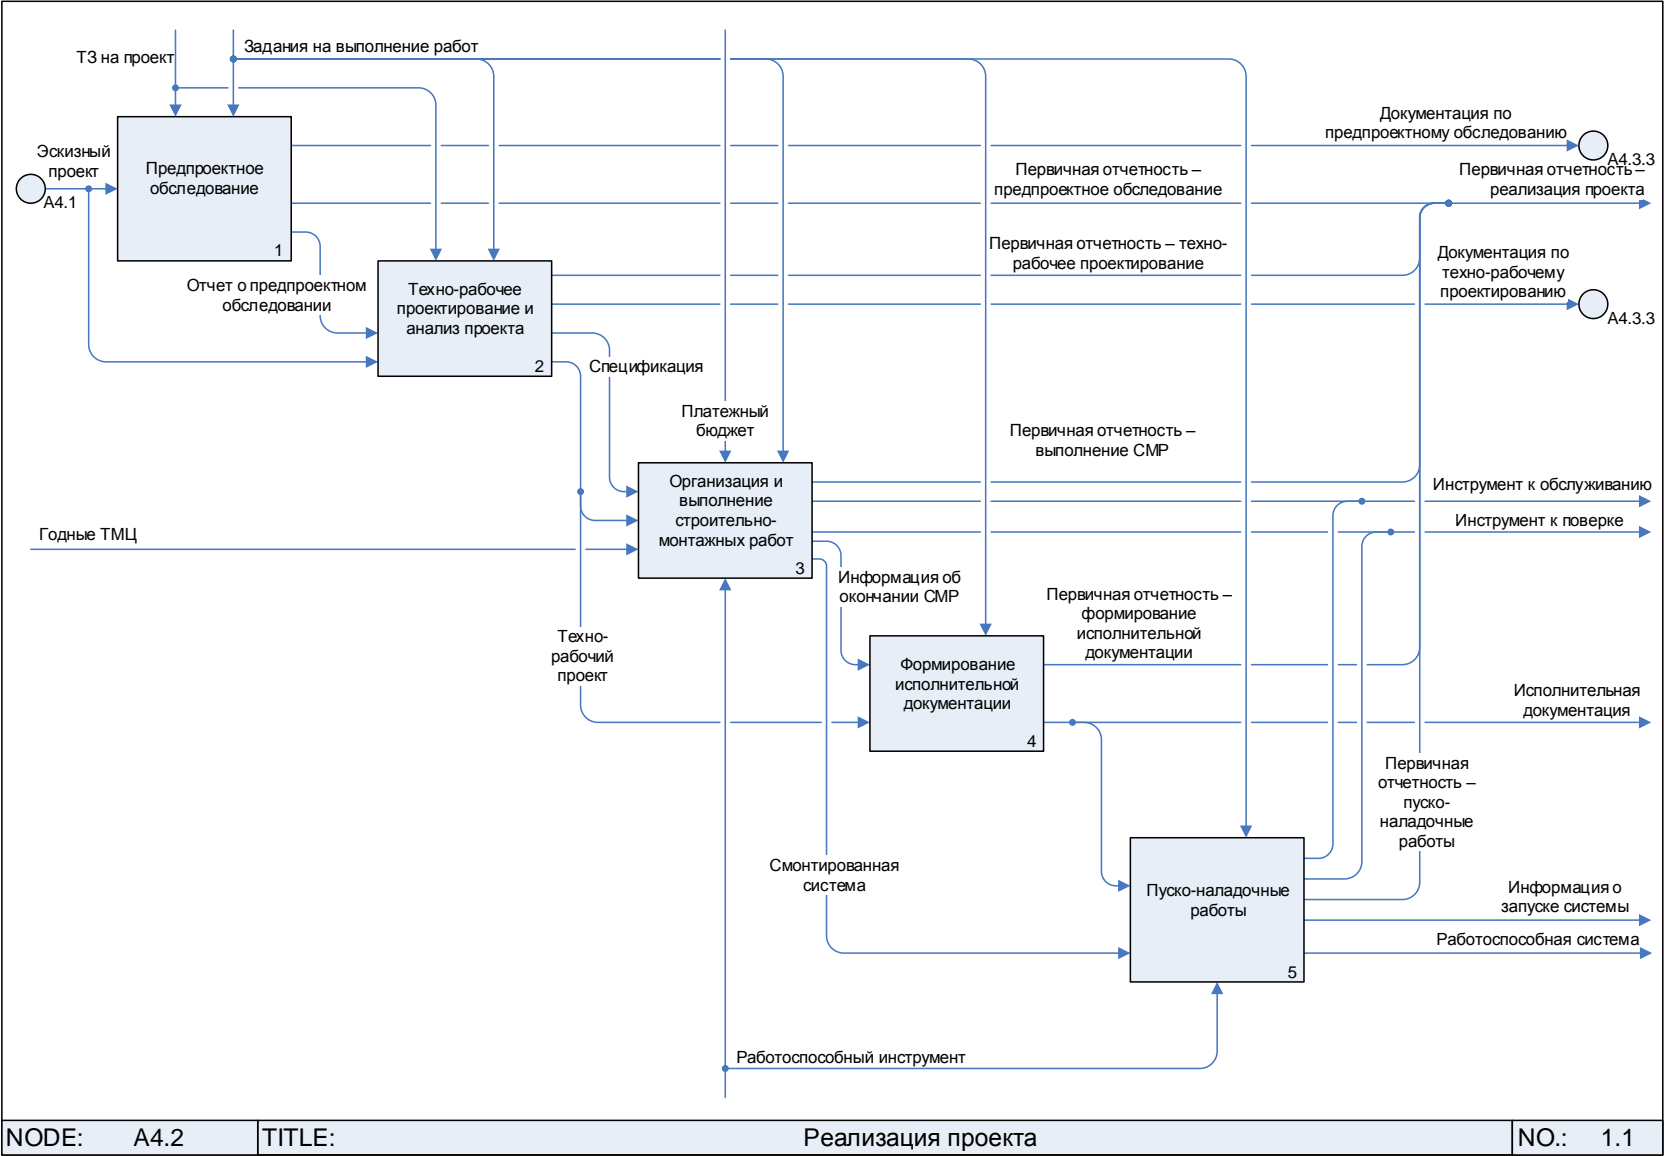 ТЗ на проект
Задания на выполнение работ
Эскизный
проект
А4.1
Предпроектное
обследование
1
Документация по
предпроектному обследованию
А4.3.3
Первичная отчетность –
предпроектное обследование
Первичная отчетность –
реализация проекта
Отчет о предпроектном
обследовании
Техно-рабочее
проектирование и
анализ проекта
2
Первичная отчетность – техно-
рабочее проектирование
Документация по
техно-рабочему
проектированию
А4.3.3
Спецификация
Платежный
бюджет
Первичная отчетность –
выполнение СМР
Организация и
выполнение
строительно-
монтажных работ
3
Инструмент к обслуживанию
Инструмент к поверке
Годные ТМЦ
Информация об
окончании СМР
Первичная отчетность –
формирование
исполнительной
документации
Техно-
рабочий
проект
Формирование
исполнительной
документации
4
Исполнительная
документация
Первичная
отчетность –
пуско-
наладочные
работы
Смонтированная
система
Пуско-наладочные
работы
5
Информация о
запуске системы
Работоспособная система
Работоспособный инструмент
NODE: А4.2 TITLE: Реализация проекта NO.: 1.1